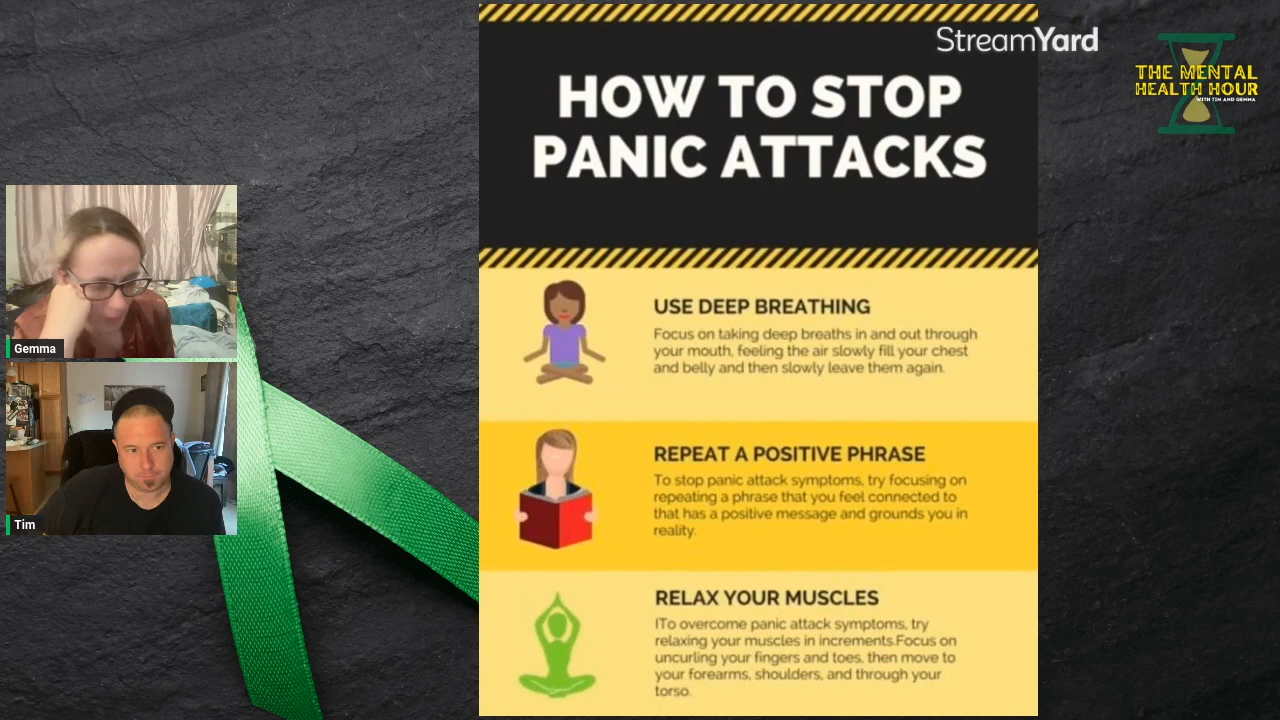 StreamYard
THE MENTAL
HEALTH HOUR
WITH TIM AND GEMMA
HOW TO STOP
PANIC ATTACKS
USE DEEP BREATHING
Focus on taking deep breaths in and out through
your mouth, feeling the air slowly fill your chest
and belly and then slowly leave them again.
REPEAT A POSITIVE PHRASE
To stop panic attack symptoms, try focusing on
repeating a phrase that you feel connected to
that has a positive message and grounds you in
reality.
RELAX YOUR MUSCLES
ITo overcome panic attack symptoms, try
relaxing your muscles in increments.Focus on
uncurling your fingers and toes, then move to
your forearms, shoulders, and through your
torso.
Gemma
Tim